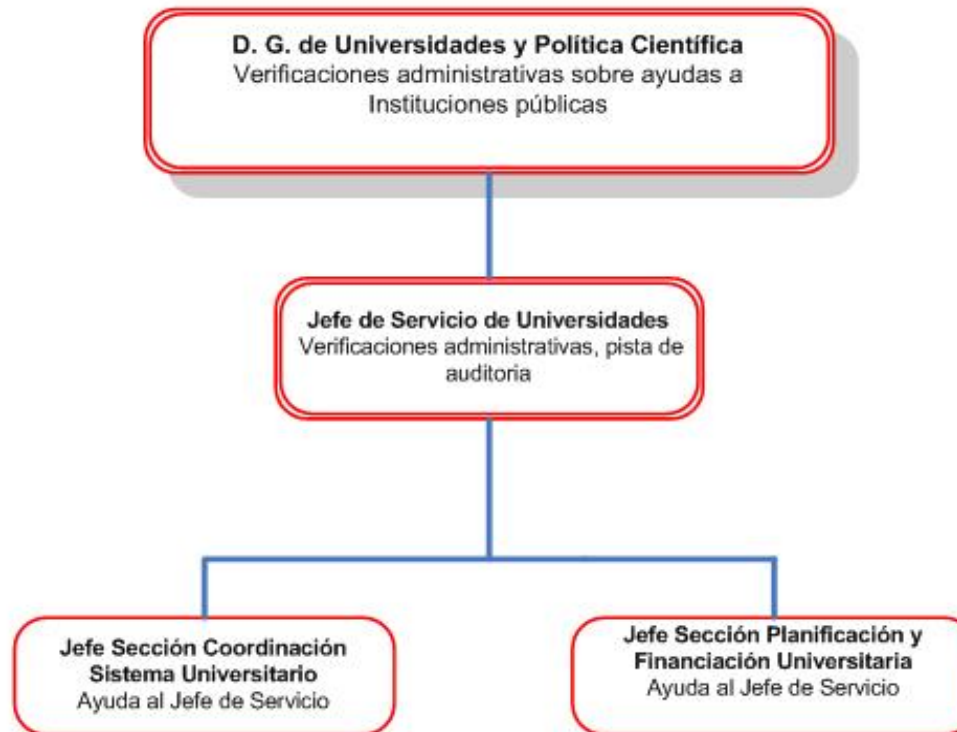 D. G. de Universidades y Política Científica
Verificaciones administrativas sobre ayudas a
Instituciones públicas
Jefe de Servicio de Universidades
Verificaciones administrativas, pista de
auditoria
Jefe Sección Coordinación
Sistema Universitario
Ayuda al Jefe de Servicio
Jefe Sección Planificación y
Financiación Universitaria
Ayuda al Jefe de Servicio